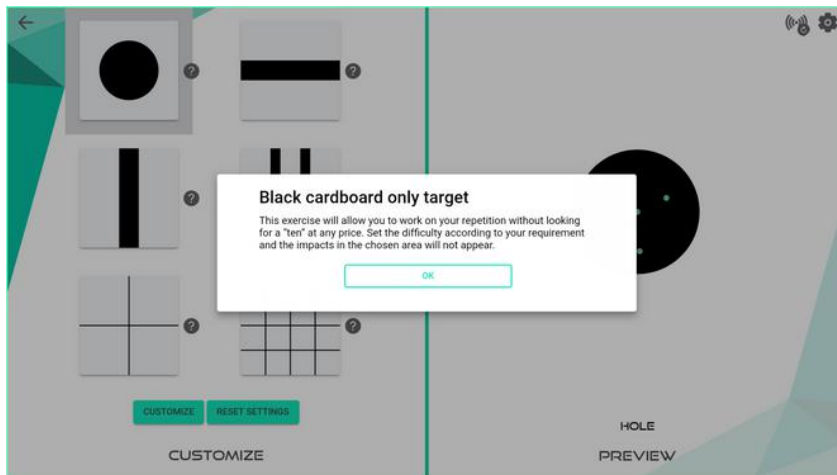 Black cardboard only target
This exercise will allow you to work on your repetition without looking
for a "ten" at any price. Set the difficulty according to your requirement
and the impacts in the chosen area will not appear.
OK
?
?
?
?
?
CUSTOMIZE
RESET SETTINGS
CUSTOMIZE
HOLE
PREVIEW